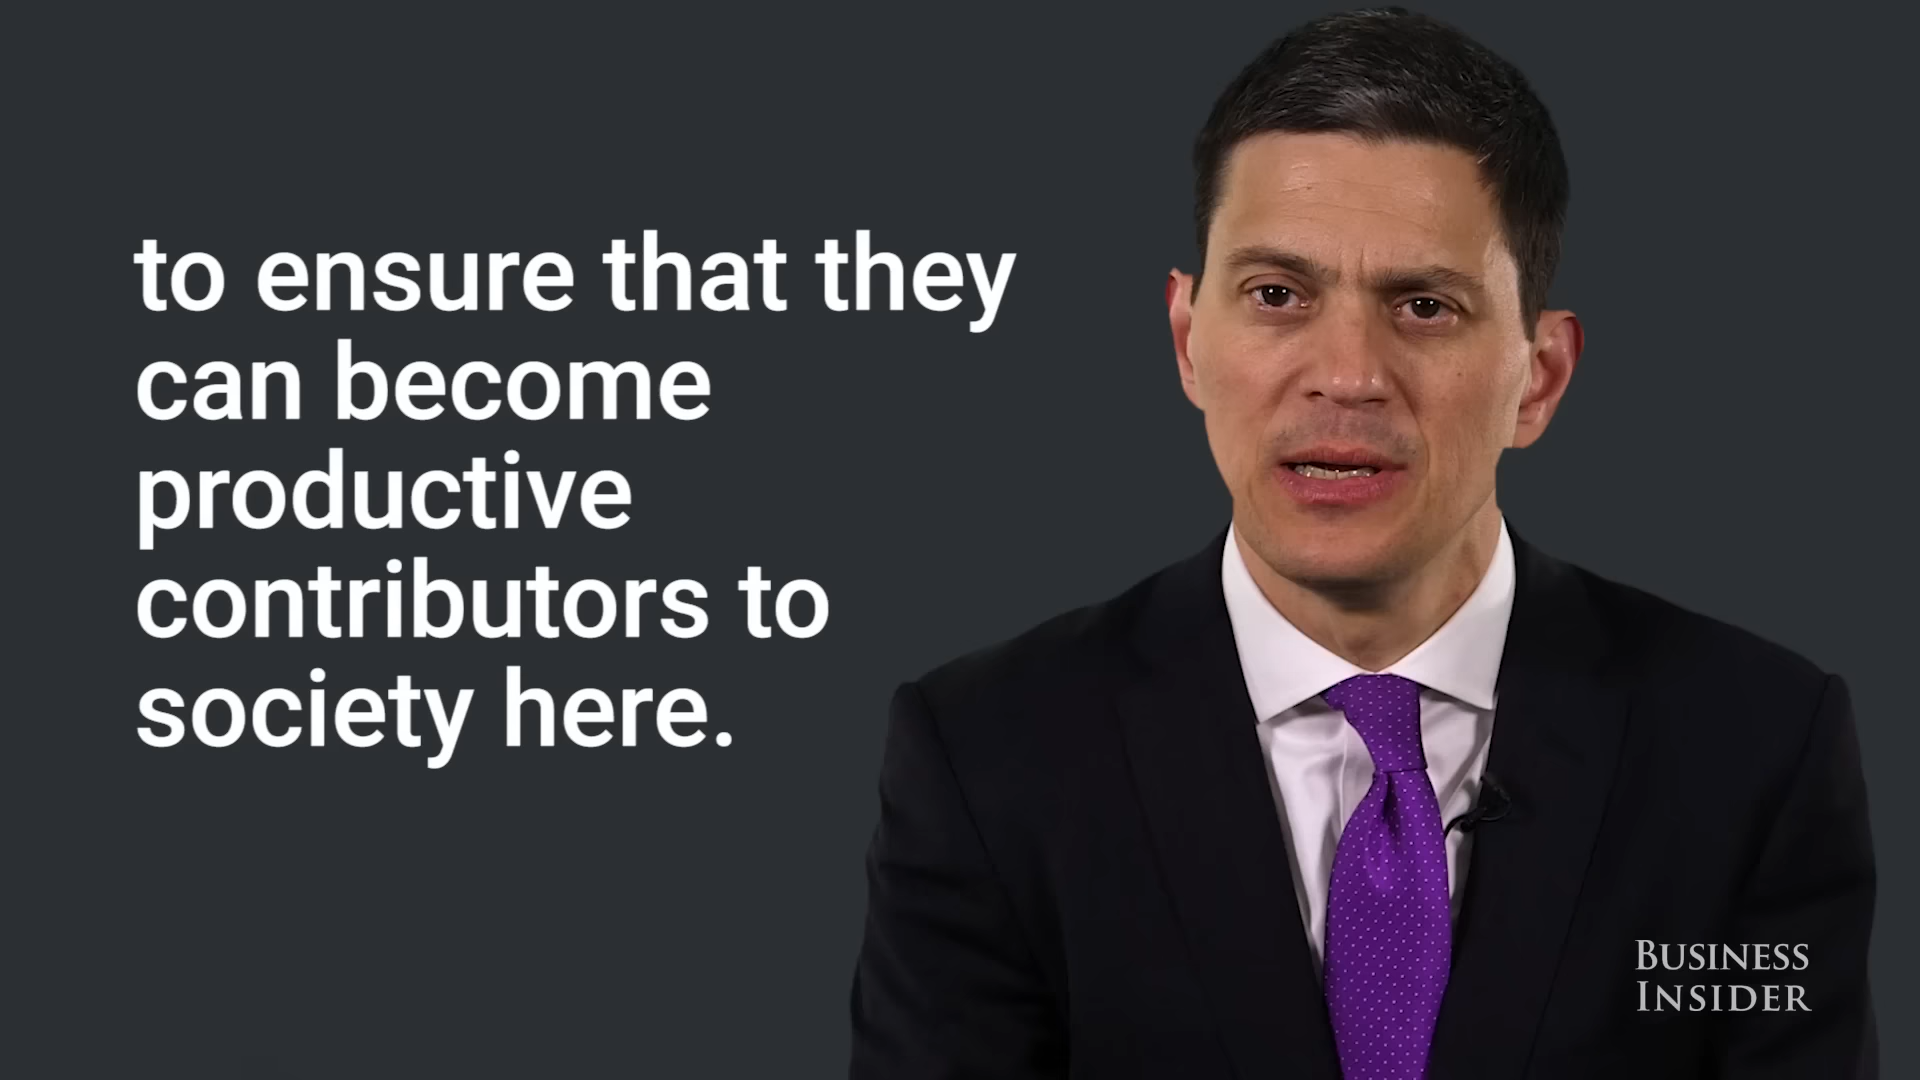 to ensure that they
can become
productive
contributors to
society here.
BUSINESS
INSIDER